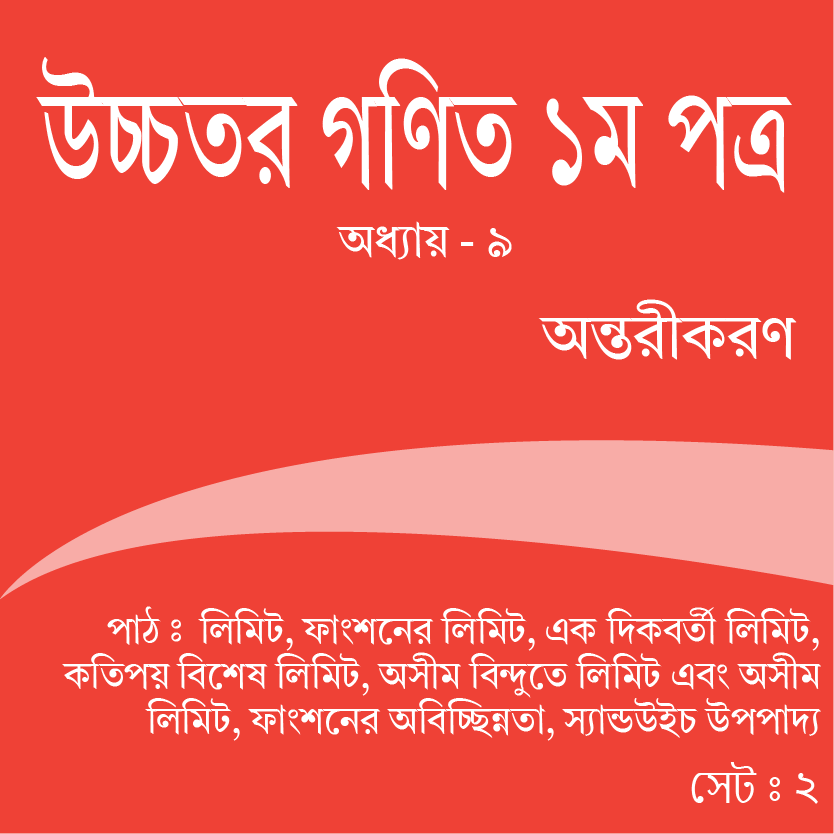 উচ্চতর গণিত ১ম পত্র
অধ্যায় - ৯
অন্তরীকরণ
পাঠ ঃ লিমিট, ফাংশনের লিমিট, এক দিকবর্তী লিমিট,
কতিপয় বিশেষ লিমিট, অসীম বিন্দুতে লিমিট এবং অসীম
লিমিট, ফাংশনের অবিচ্ছিন্নতা, স্যান্ডউইচ উপপাদ্য
সেট ঃ ২